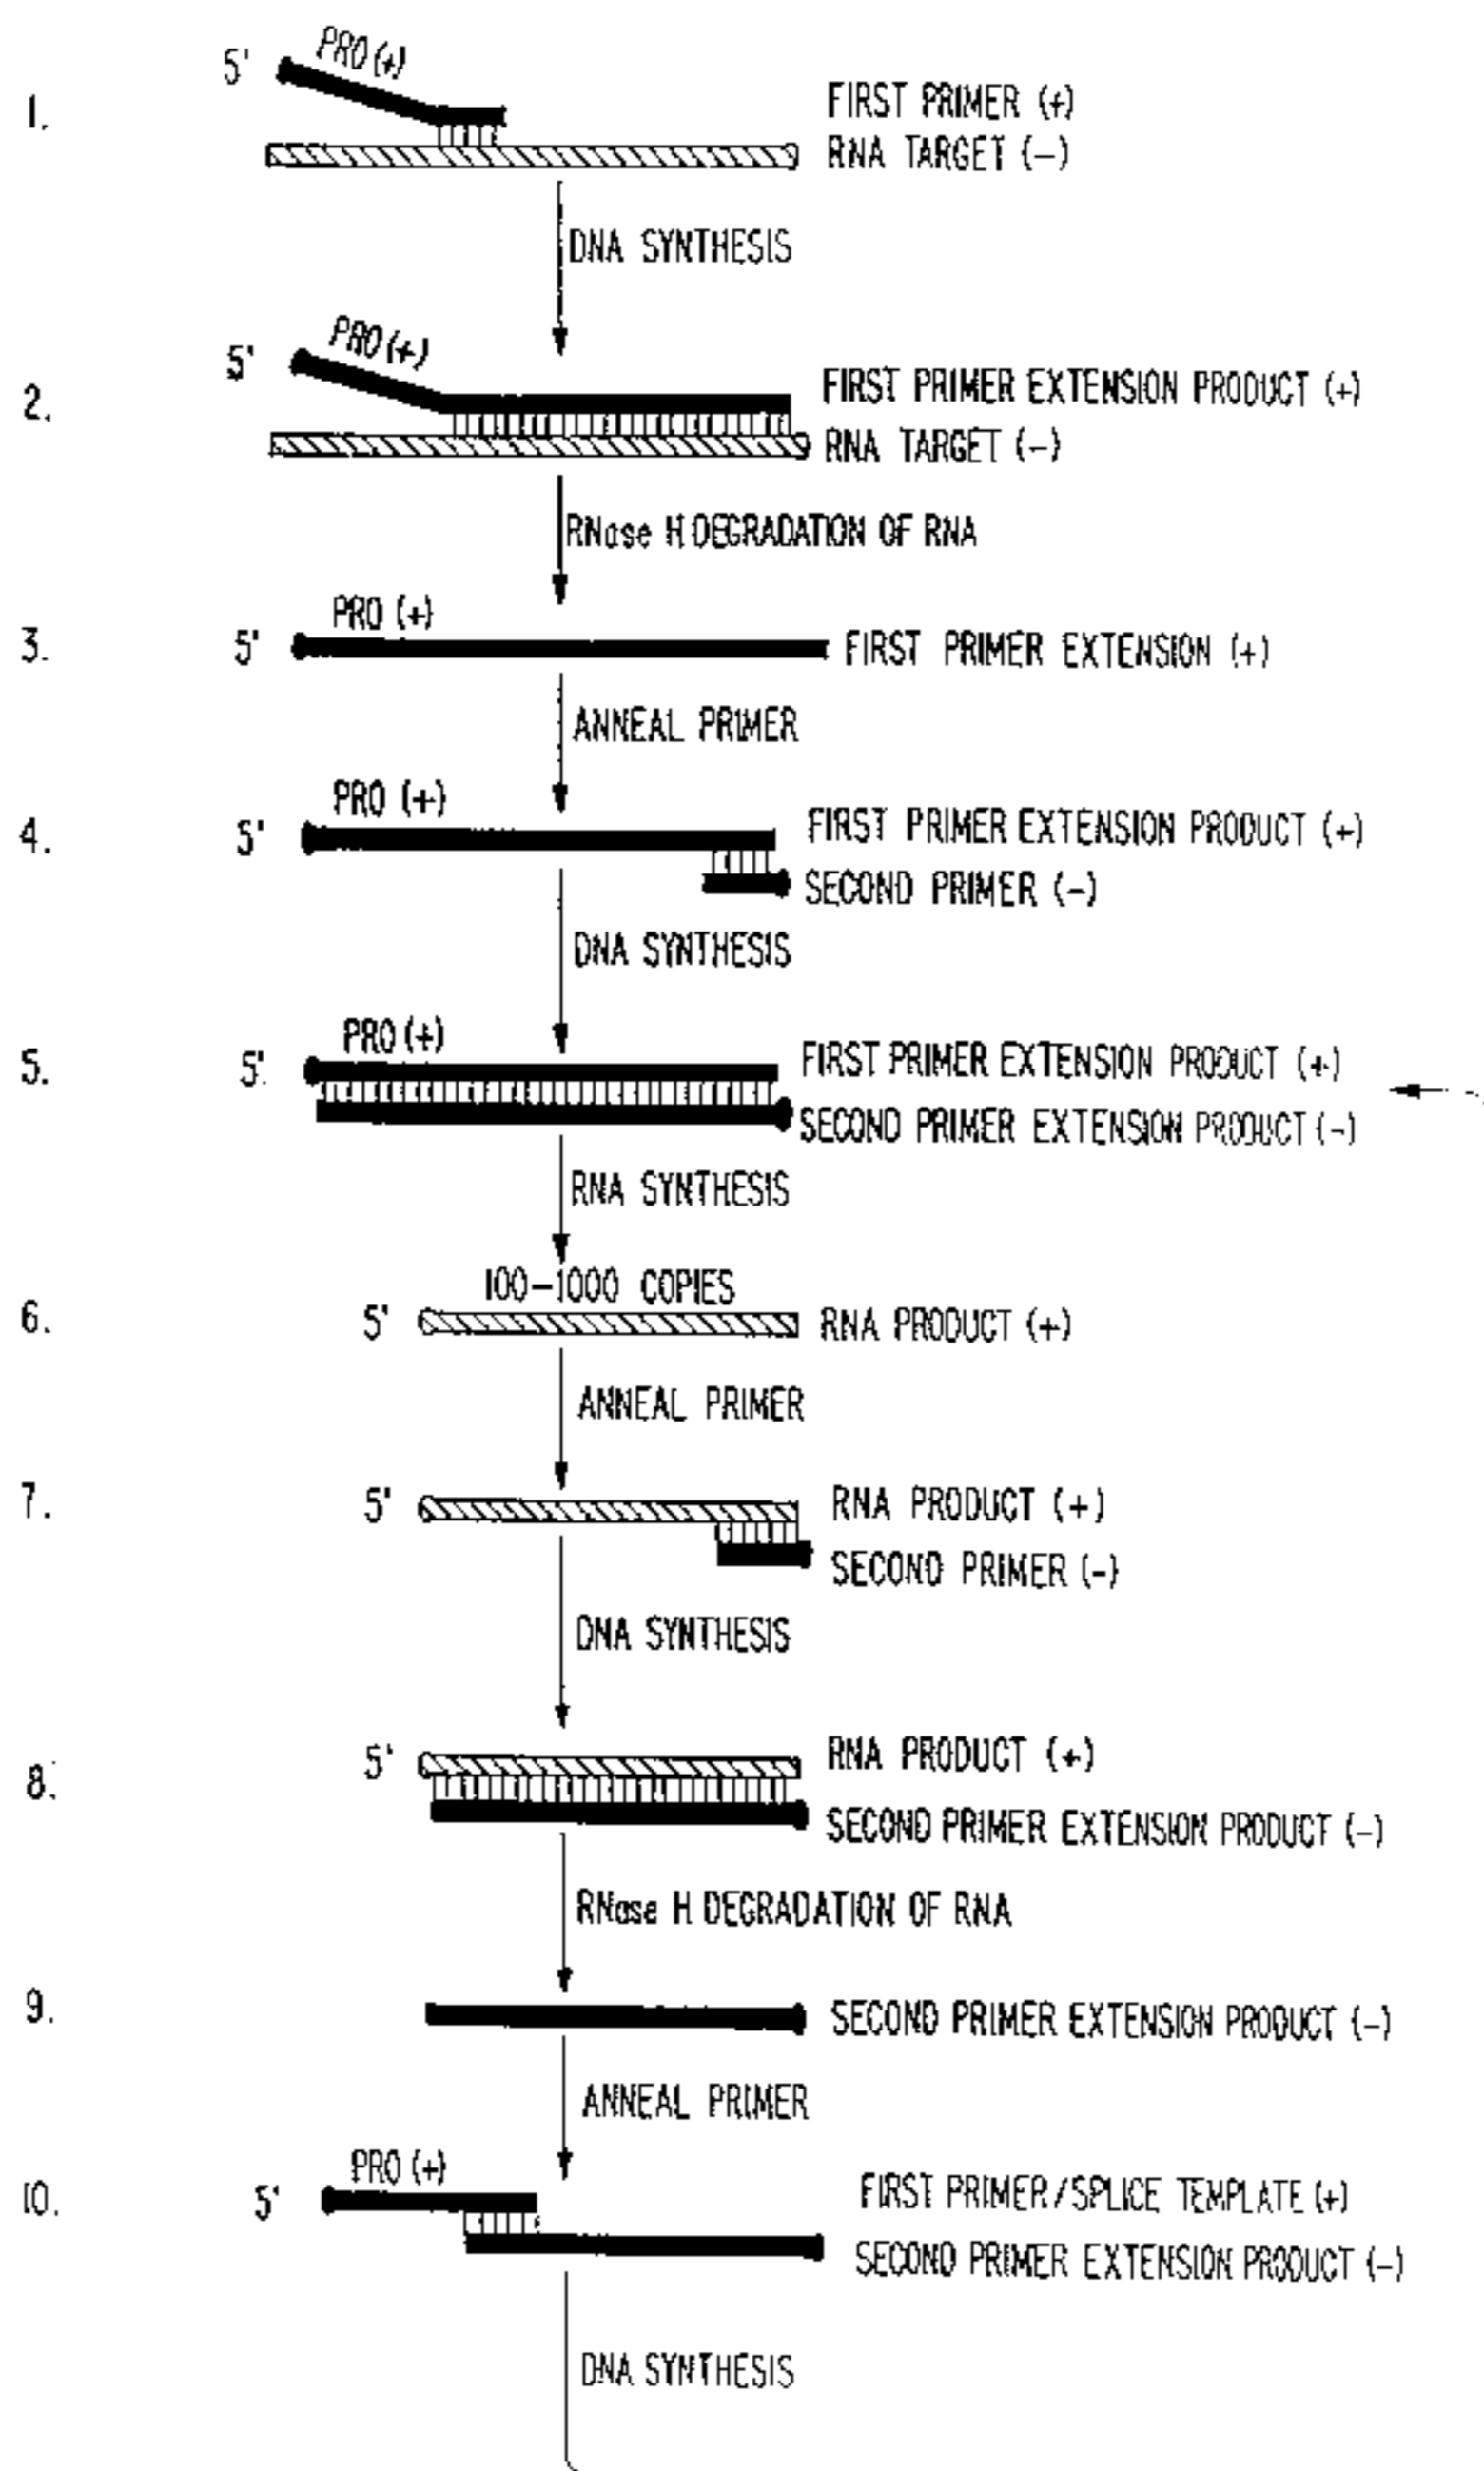 5' PRO (+)
1. FIRST PRIMER (+)
RNA TARGET (-)
DNA SYNTHESIS
5' PRO (+)
2. FIRST PRIMER EXTENSION PRODUCT (+)
RNA TARGET (-)
RNase H DEGRADATION OF RNA
PRO (+)
3. 5' FIRST PRIMER EXTENSION (+)
ANNEAL PRIMER
PRO (+)
4. 5' FIRST PRIMER EXTENSION PRODUCT (+)
SECOND PRIMER (-)
DNA SYNTHESIS
PRO (+)
5. 5' FIRST PRIMER EXTENSION PRODUCT (+)
SECOND PRIMER EXTENSION PRODUCT (-)
RNA SYNTHESIS
100-1000 COPIES
6. 5' RNA PRODUCT (+)
ANNEAL PRIMER
7. 5' RNA PRODUCT (+)
SECOND PRIMER (-)
DNA SYNTHESIS
8. 5' RNA PRODUCT (+)
SECOND PRIMER EXTENSION PRODUCT (-)
RNase H DEGRADATION OF RNA
9. SECOND PRIMER EXTENSION PRODUCT (-)
ANNEAL PRIMER
PRO (+)
10. 5' FIRST PRIMER/SPLICE TEMPLATE (+)
SECOND PRIMER EXTENSION PRODUCT (-)
DNA SYNTHESIS